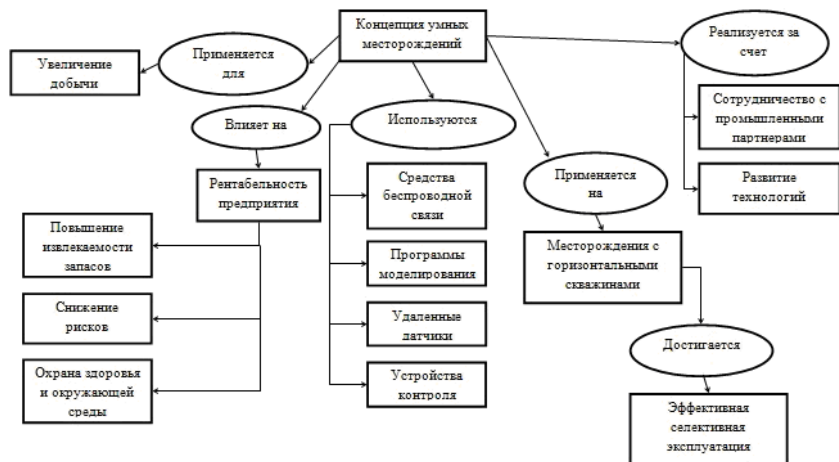 Концепция умных
месторождений
Применяется
для
Увеличение
добычи
Влияет на
Рентабельность
предприятия
Повышение
извлекаемости
запасов
Снижение
рисков
Охрана здоровья
и окружающей
среды
Используются
Средства
беспроводной
связи
Программы
моделирования
Удаленные
датчики
Устройства
контроля
Применяется
на
Месторождения с
горизонтальными
скважинами
Достигается
Эффективная
селективная
эксплуатация
Реализуется за
счет
Сотрудничество с
промышленными
партнерами
Развитие
технологий